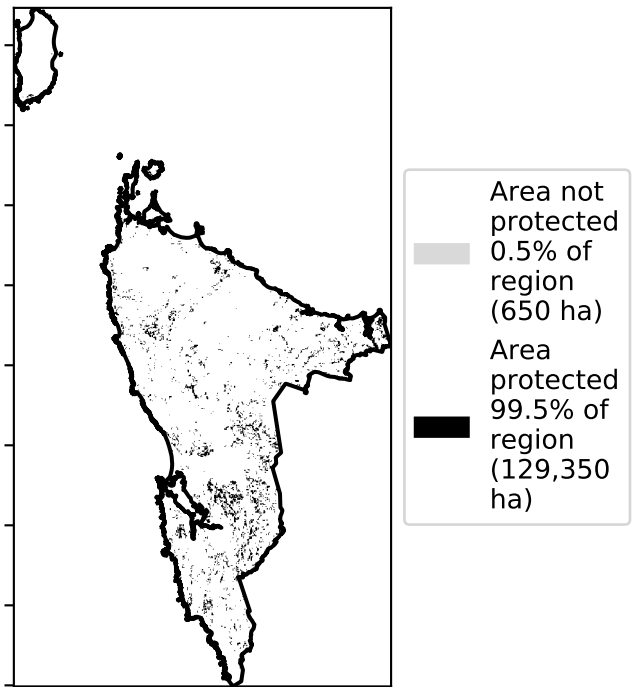 Area not
protected
0.5% of
region
(650 ha)
Area
protected
99.5% of
region
(129,350
ha)